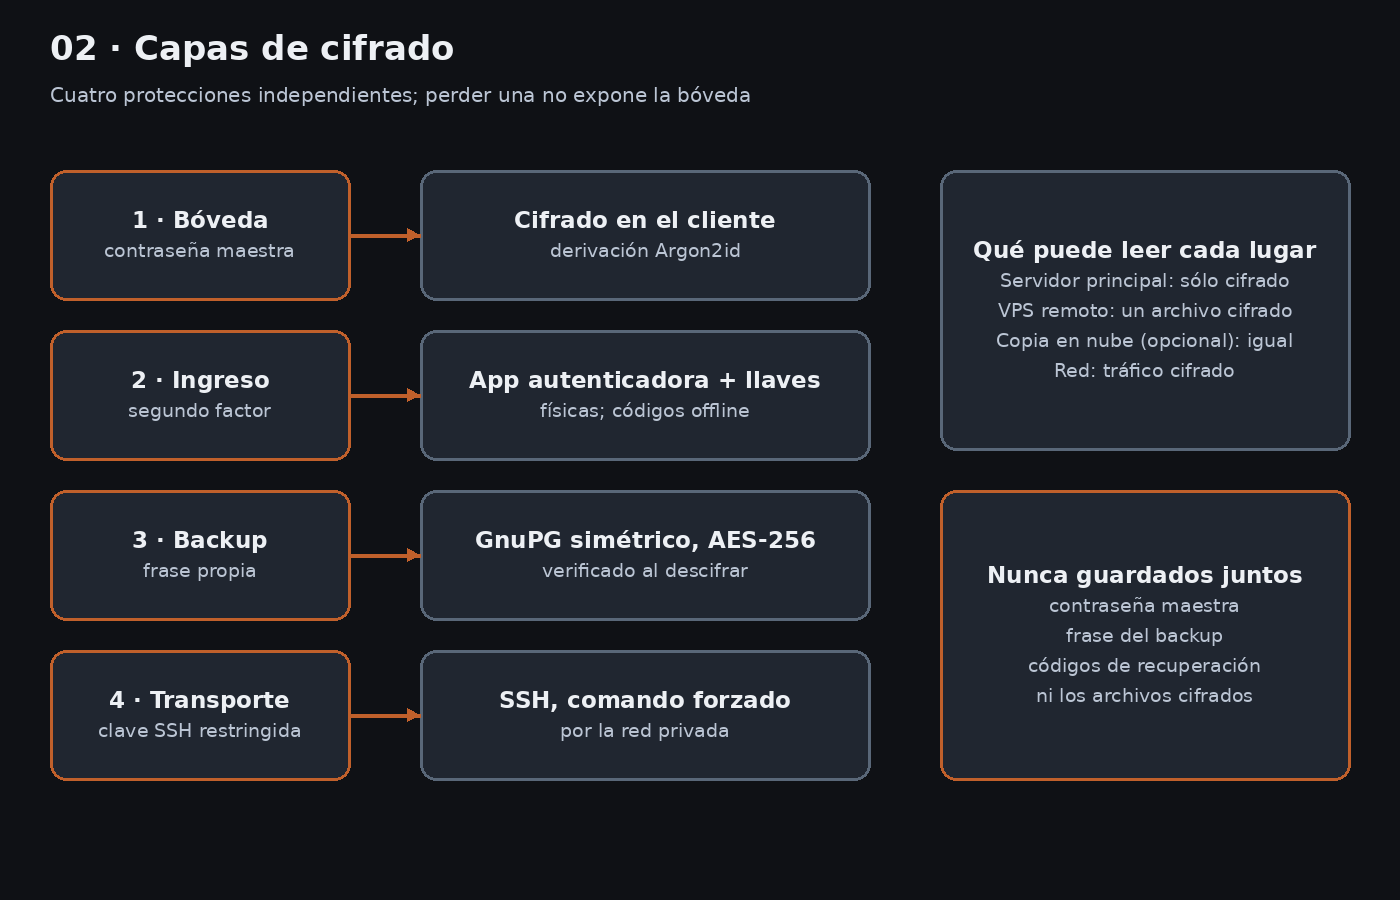 02 · Capas de cifrado
Cuatro protecciones independientes; perder una no expone la bóveda
1 · Bóveda
contraseña maestra
Cifrado en el cliente
derivación Argon2id
2 · Ingreso
segundo factor
App autenticadora + llaves
físicas; códigos offline
3 · Backup
frase propia
GnuPG simétrico, AES-256
verificado al descifrar
4 · Transporte
clave SSH restringida
SSH, comando forzado
por la red privada
Qué puede leer cada lugar
Servidor principal: sólo cifrado
VPS remoto: un archivo cifrado
Copia en nube (opcional): igual
Red: tráfico cifrado
Nunca guardados juntos
contraseña maestra
frase del backup
códigos de recuperación
ni los archivos cifrados